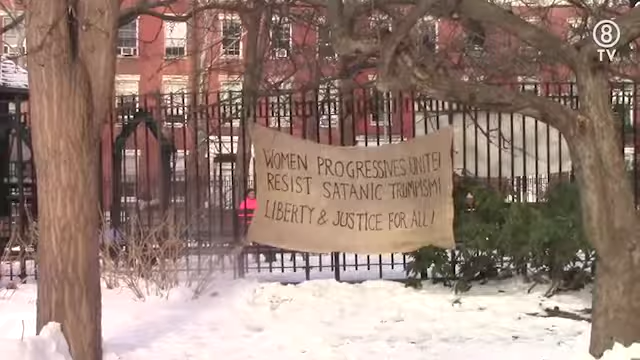 8
TV
WOMEN PROGRESSIVES UNITE!
RESIST SATANIC TRUMPISM!
LIBERTY & JUSTICE FOR ALL!